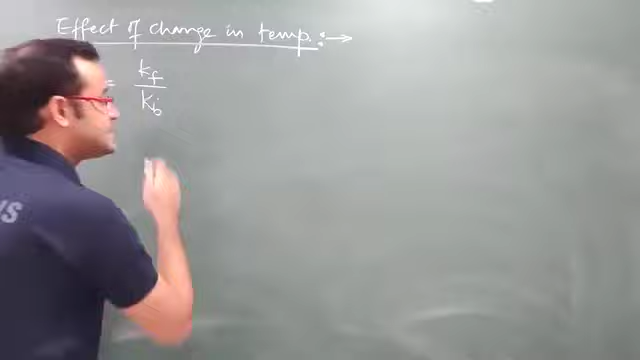 Effect of change in temp. :→
= kf
kb